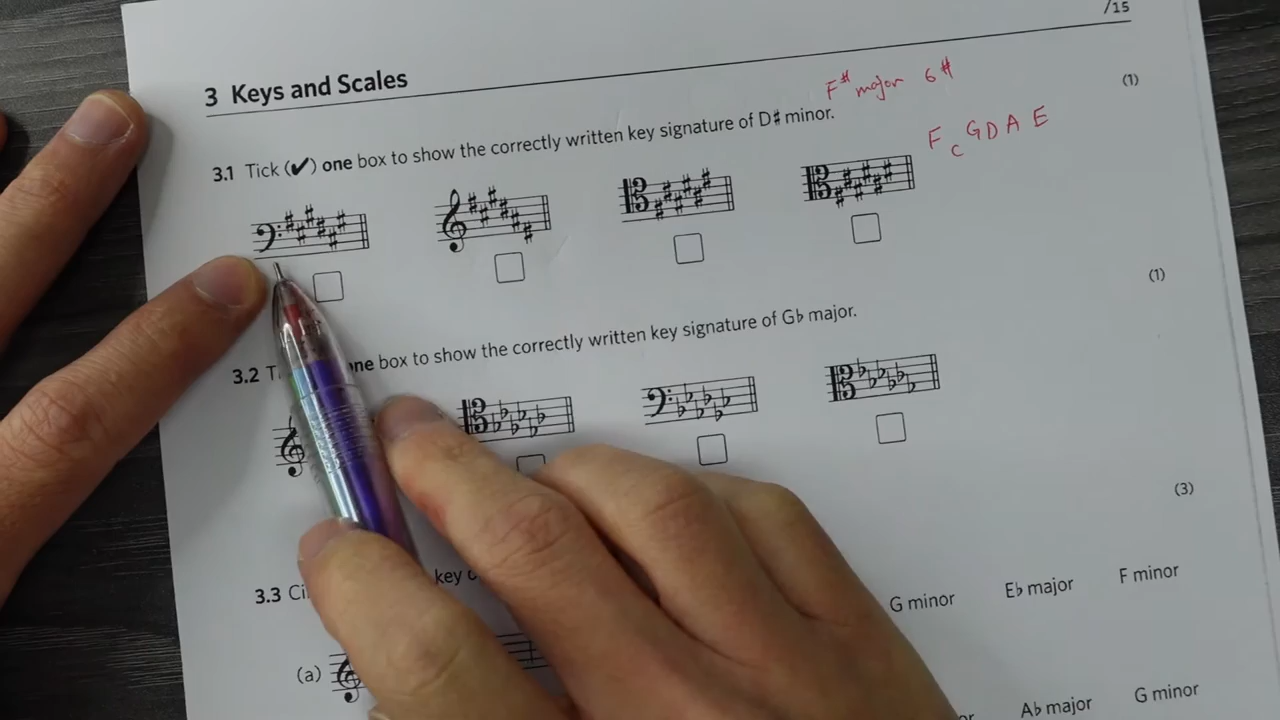 /15
3 Keys and Scales
F# major 6#
(1)
F C G D A E
3.1 Tick (✔) one box to show the correctly written key signature of D♯ minor.
(1)
3.2 one box to show the correctly written key signature of G♭ major.
(3)
3.3 key
G minor E♭ major F minor
(a)
A♭ major G minor